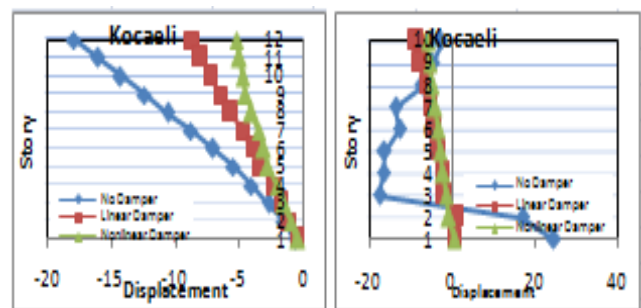 Kocaeli
12
11
10
9
8
7
6
5
4
3
2
1
Story
No Damper
Linear Damper
Nonlinear Damper
-20 -15 -10 -5 0
Displacement
Kocaeli
10
9
8
7
6
5
4
3
2
1
Story
No Damper
Linear Damper
Nonlinear Damper
-20 0 20 40
Displacement